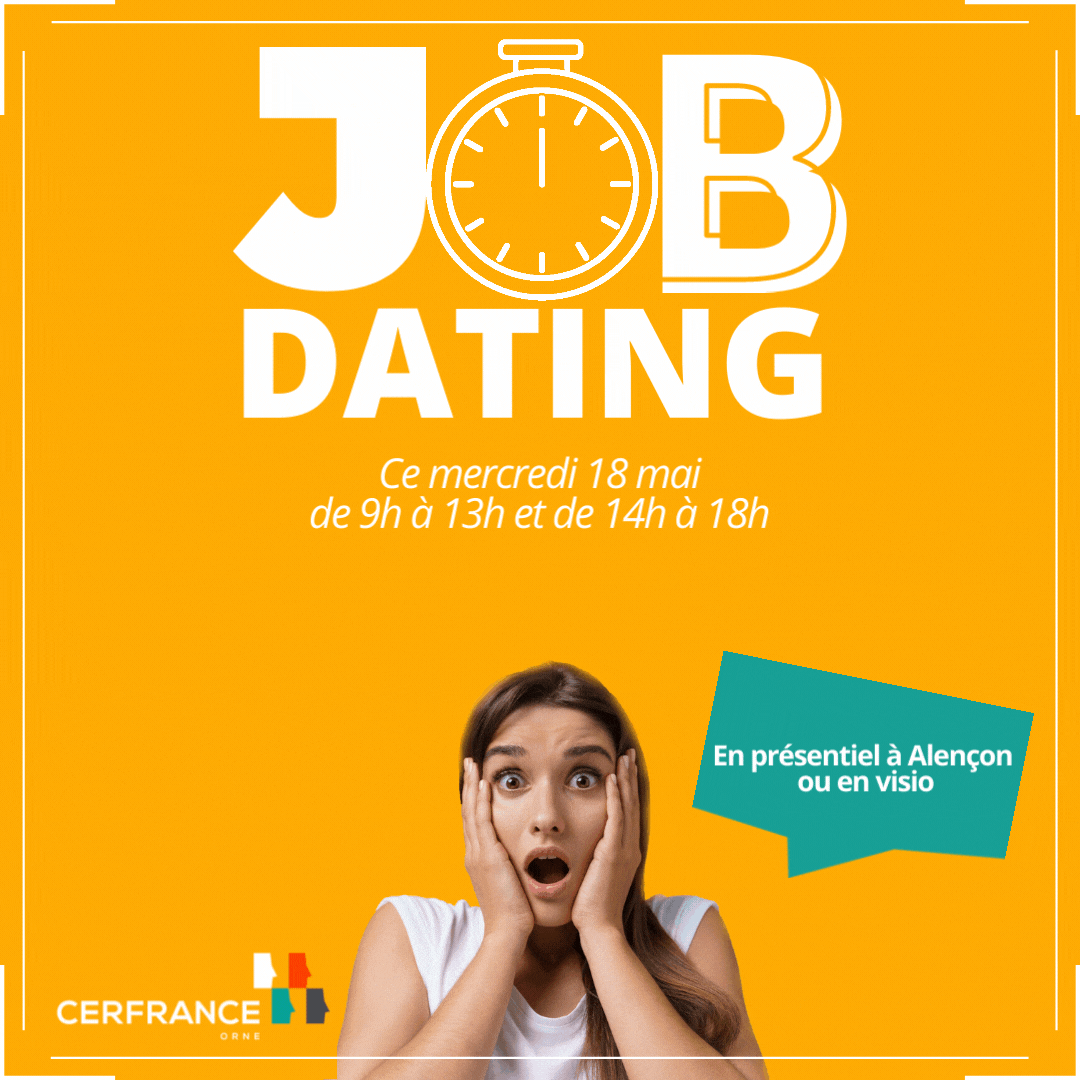 JOB
DATING
Ce mercredi 18 mai
de 9h à 13h et de 14h à 18h
En présentiel à Alençon
ou en visio
CERFRANCE
ORNE